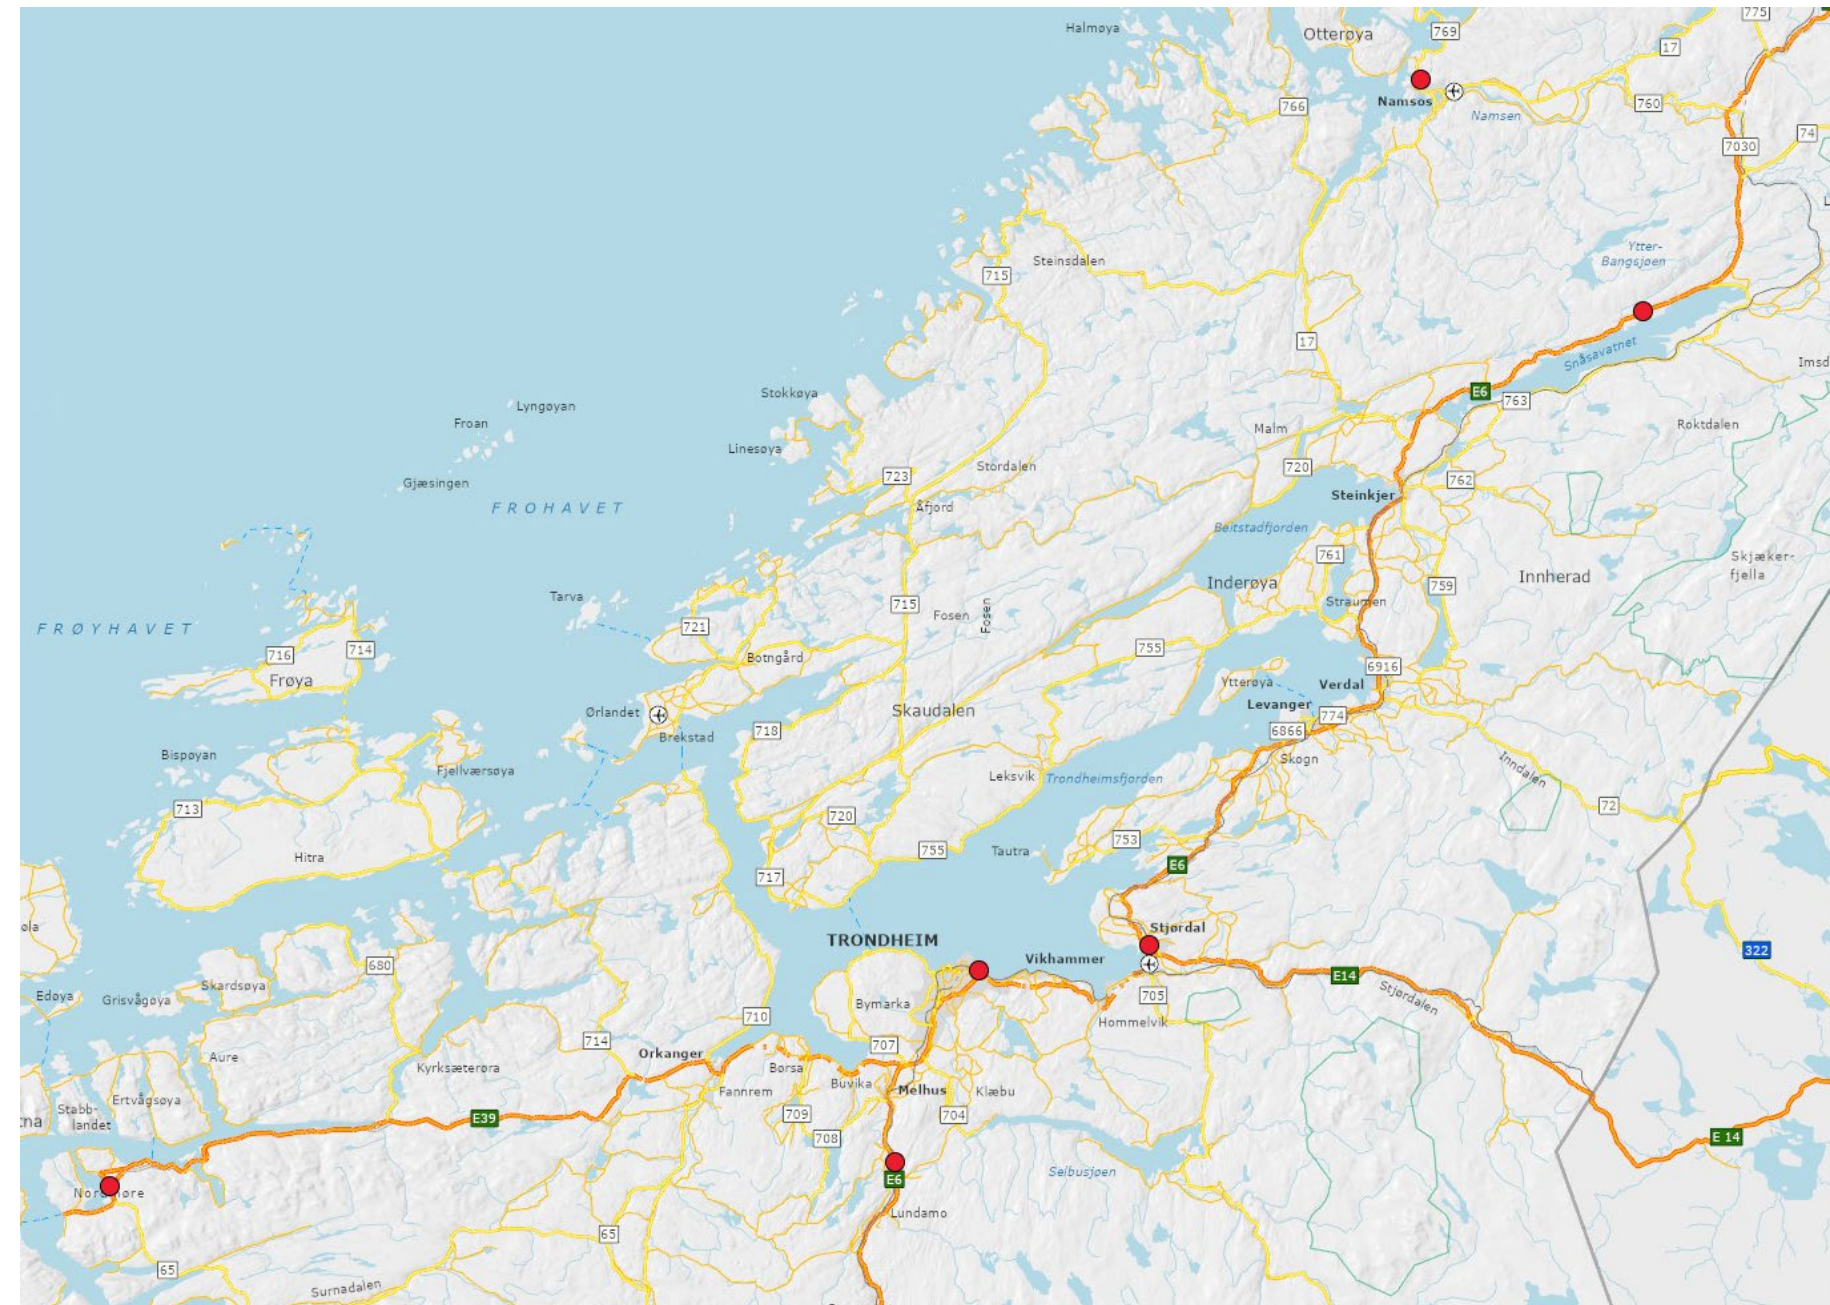 775
Halmøya
Otterøya
769
17
Namsos
766
760
Namsen
74
7030
Ytter-
Bangsjøen
Steinsdalen
715
17
Snåsavatnet
Imsd
E6
763
Stokkøya
Lyngøyan
Froan
Malm
Roktdalen
Linesøya
720
Stordalen
723
762
Gjæsingen
Steinkjer
FROHAVET
Åfjord
Beitstadfjorden
761
Skjæker-
fjella
Inderøya
Innherad
759
Tarva
715
Fosen
Fosen
Straumen
FRØYHAVET
721
716
714
755
Botngård
6916
Frøya
Ytterøya
Verdal
Levanger
Ørlandet
Skaudalen
774
718
6866
Brekstad
Bispøyan
Skogn
Fjellværsøya
Leksvik
Trondheimsfjorden
Inndalen
72
713
720
753
755
Tautra
Hitra
E6
717
ola
Stjørdal
TRONDHEIM
322
Vikhammer
680
E14
Skardsøya
Edøya
Grisvågøya
Bymarka
705
Stjørdalen
710
Hommelvik
714
707
Aure
Orkanger
Kyrksæterøra
Børsa
Buvika
Fannrem
Melhus
Klæbu
Ertvågsøya
Stabb-
landet
na
E39
709
704
708
E 14
Selbusjøen
E6
Lundamo
65
65
Surnadalen